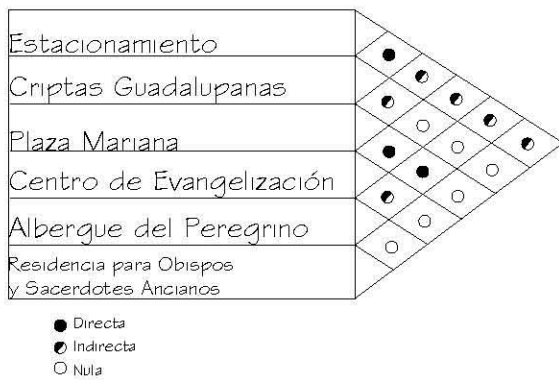 Estacionamiento
Criptas Guadalupanas
Plaza Mariana
Centro de Evangelización
Albergue del Peregrino
Residencia para Obispos
y Sacerdotes Ancianos
Directa
Indirecta
Nula